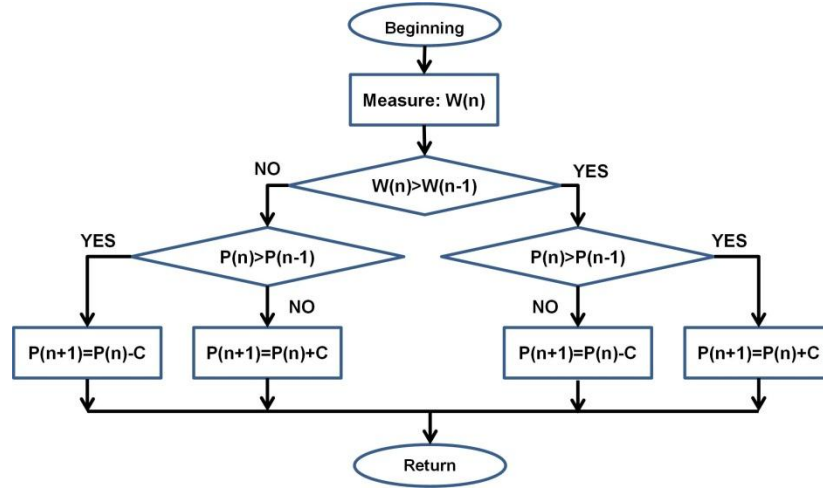 Beginning
Measure: W(n)
NO
YES
W(n)>W(n-1)
YES
P(n)>P(n-1)
P(n)>P(n-1)
YES
NO
NO
P(n+1)=P(n)-C
P(n+1)=P(n)+C
P(n+1)=P(n)-C
P(n+1)=P(n)+C
Return